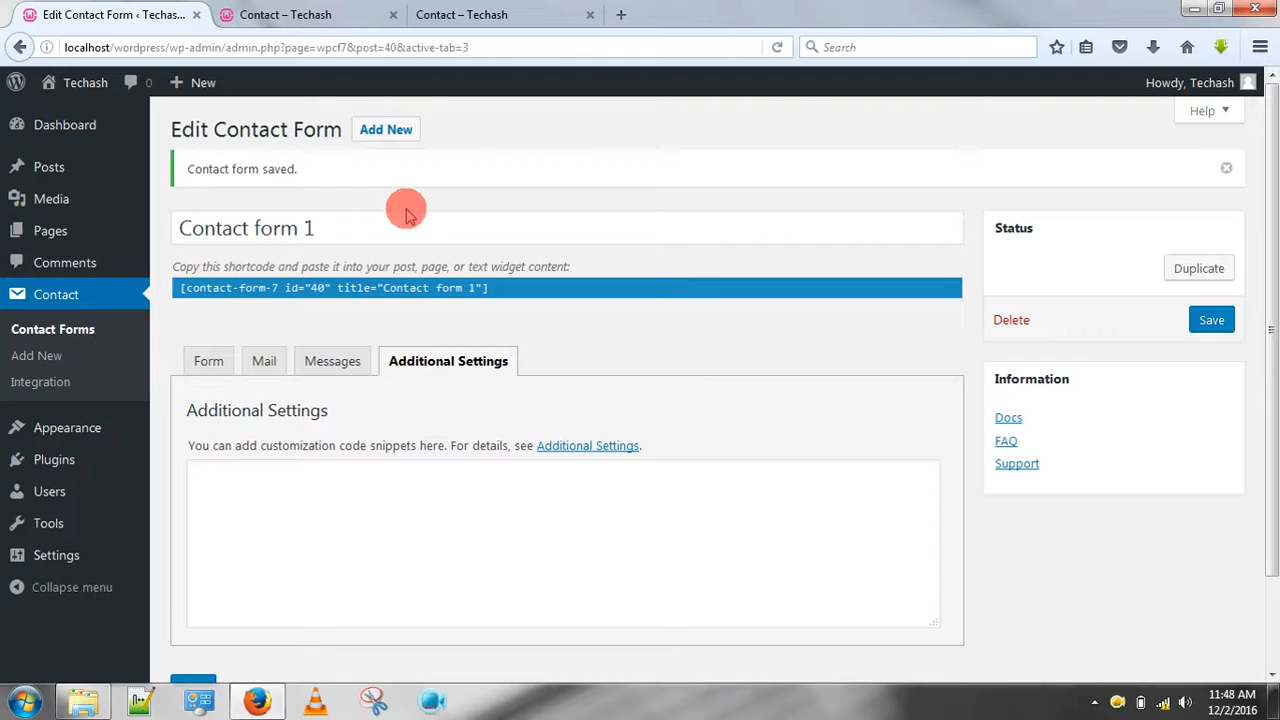 Edit Contact Form ‹ Techas...
Contact – Techash
Contact – Techash
localhost/wordpress/wp-admin/admin.php?page=wpcf7&post=40&active-tab=3
Search
Techash
0
New
Howdy, Techash
Dashboard
Posts
Media
Pages
Comments
Contact
Contact Forms
Add New
Integration
Appearance
Plugins
Users
Tools
Settings
Collapse menu
Help
Edit Contact Form
Add New
Contact form saved.
Contact form 1
Copy this shortcode and paste it into your post, page, or text widget content:
[contact-form-7 id="40" title="Contact form 1"]
Form
Mail
Messages
Additional Settings
Additional Settings
You can add customization code snippets here. For details, see Additional Settings.
Status
Duplicate
Delete
Save
Information
Docs
FAQ
Support
11:48 AM
12/2/2016